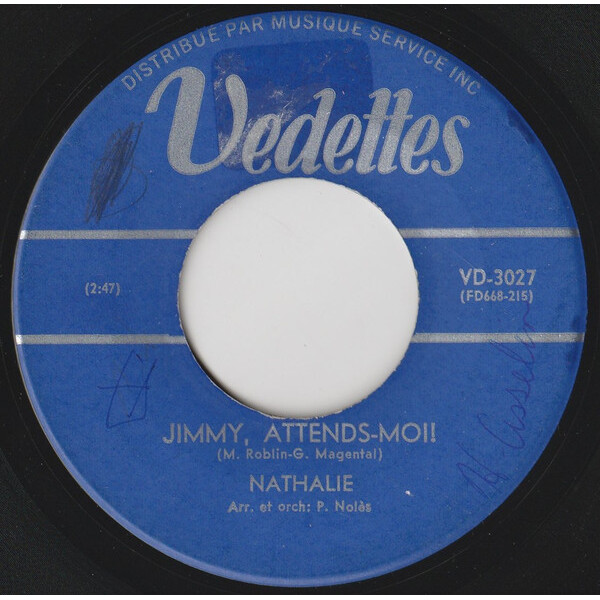 DISTRIBUÉ PAR MUSIQUE SERVICE INC
Vedettes
(2:47)
VD-3027
(FD668-215)
JIMMY, ATTENDS-MOI!
(M. Roblin-G. Magental)
NATHALIE
Arr. et orch: P. Nolès